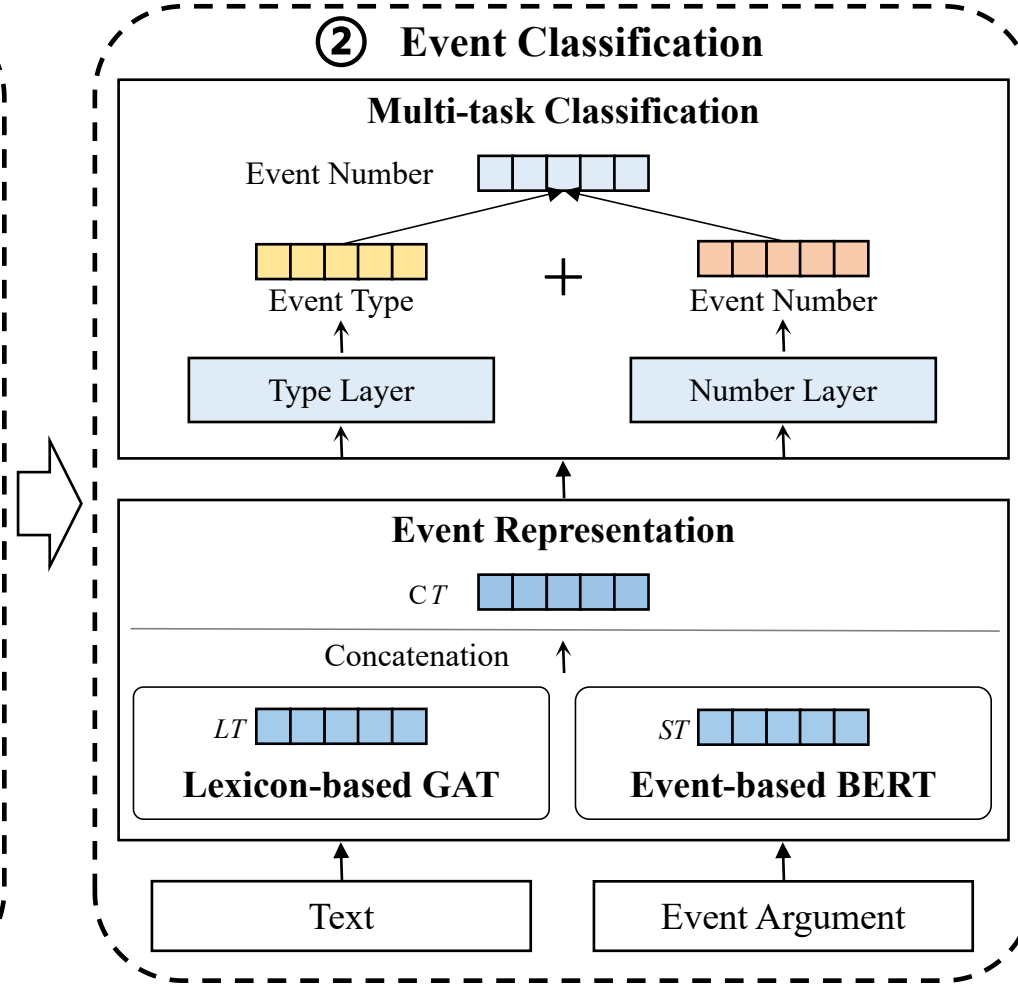 ② Event Classification
Multi-task Classification
Event Number
+
Event Type
Event Number
Type Layer
Number Layer
Event Representation
CT
Concatenation
LT
ST
Lexicon-based GAT
Event-based BERT
Text
Event Argument